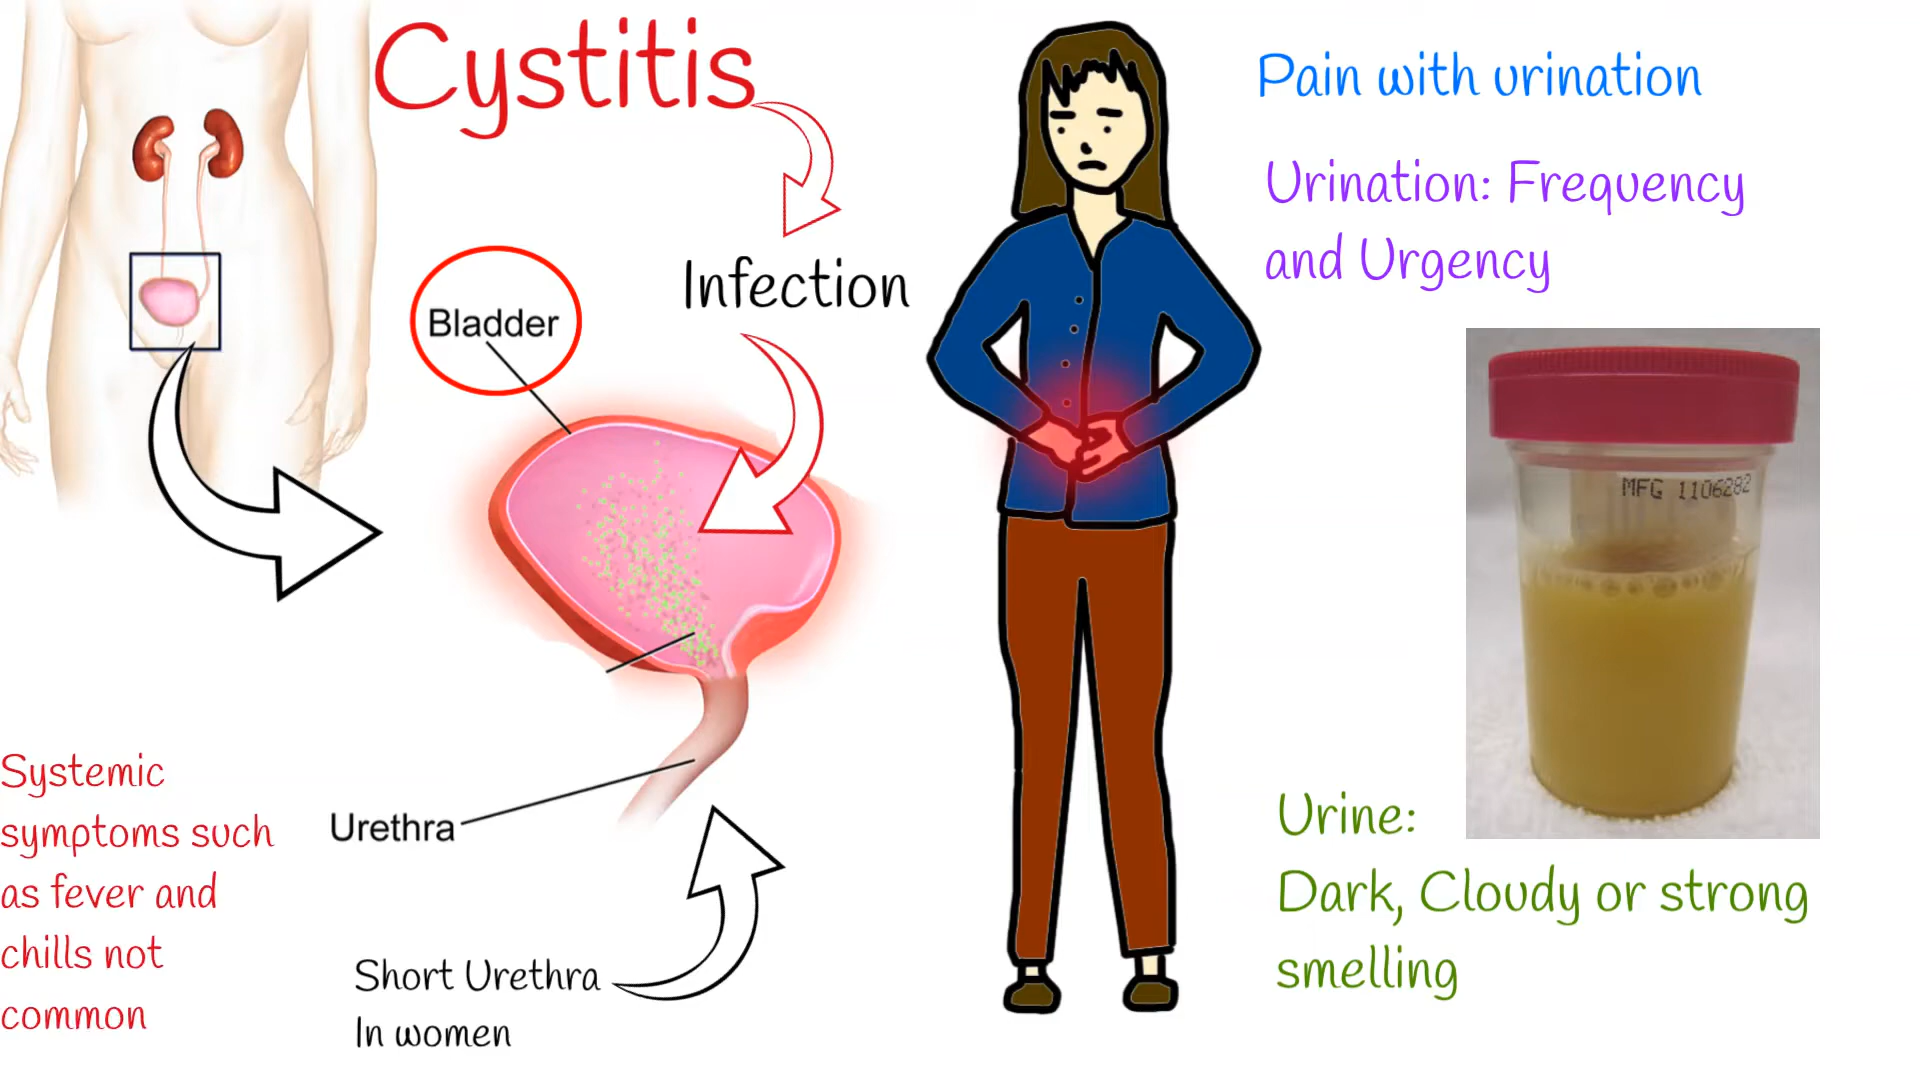 Cystitis
Infection
Bladder
Urethra
Short Urethra
In women
Systemic
symptoms such
as fever and
chills not
common
Pain with urination
Urination: Frequency
and Urgency
MFG 1106282
Urine:
Dark, Cloudy or strong
smelling